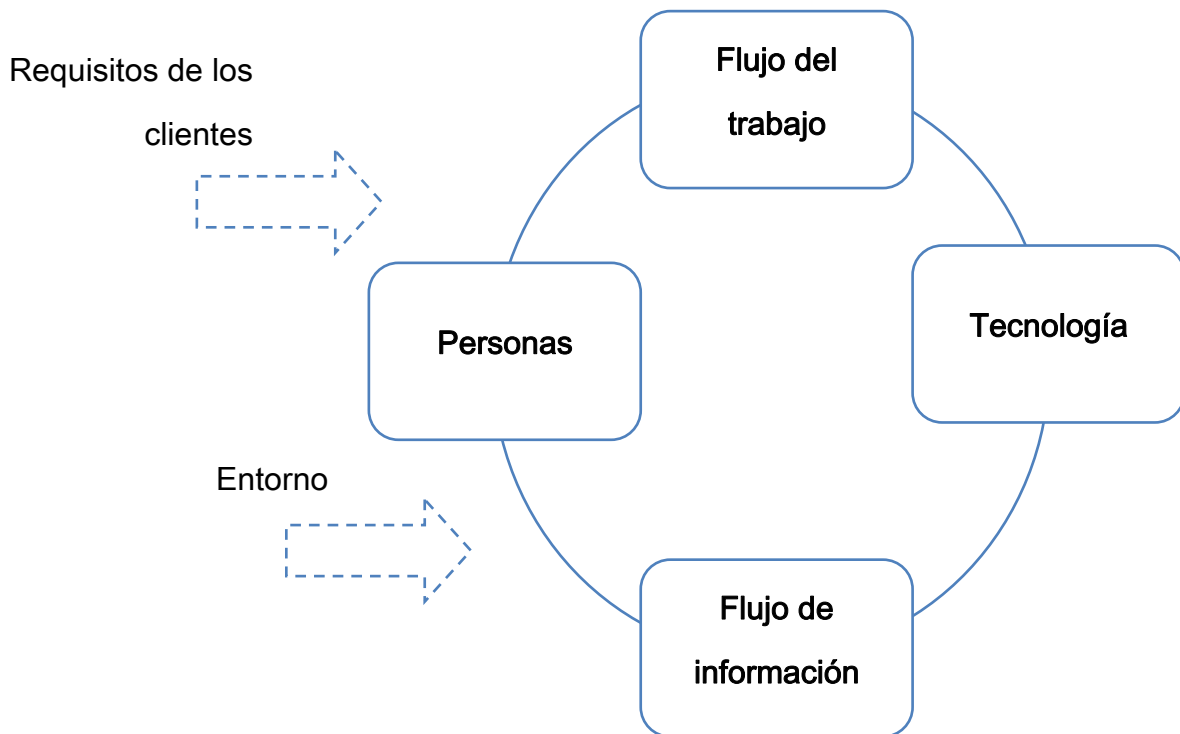 Requisitos de los
clientes
Flujo del
trabajo
Personas
Tecnología
Entorno
Flujo de
información